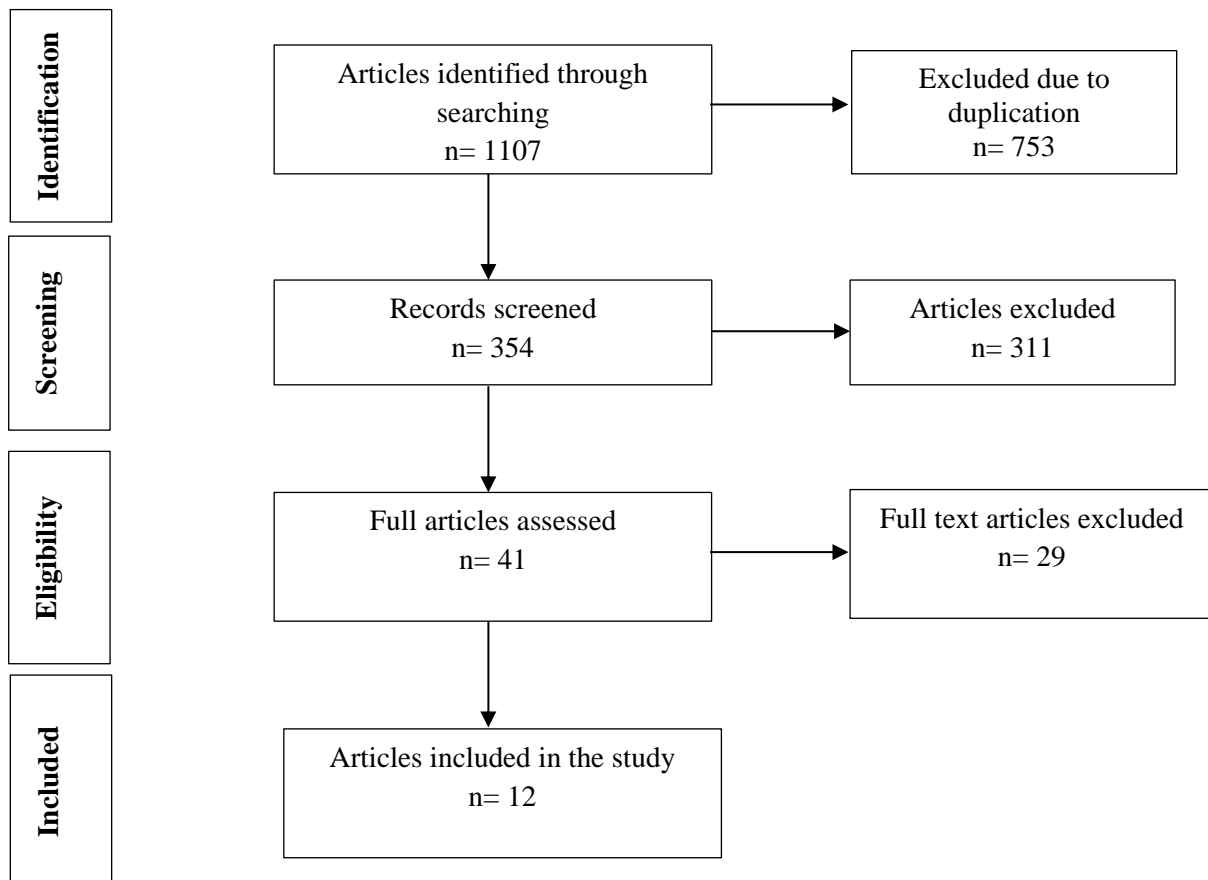 Identification
Articles identified through
searching
n= 1107
Excluded due to
duplication
n= 753
Screening
Records screened
n= 354
Articles excluded
n= 311
Eligibility
Full articles assessed
n= 41
Full text articles excluded
n= 29
Included
Articles included in the study
n= 12